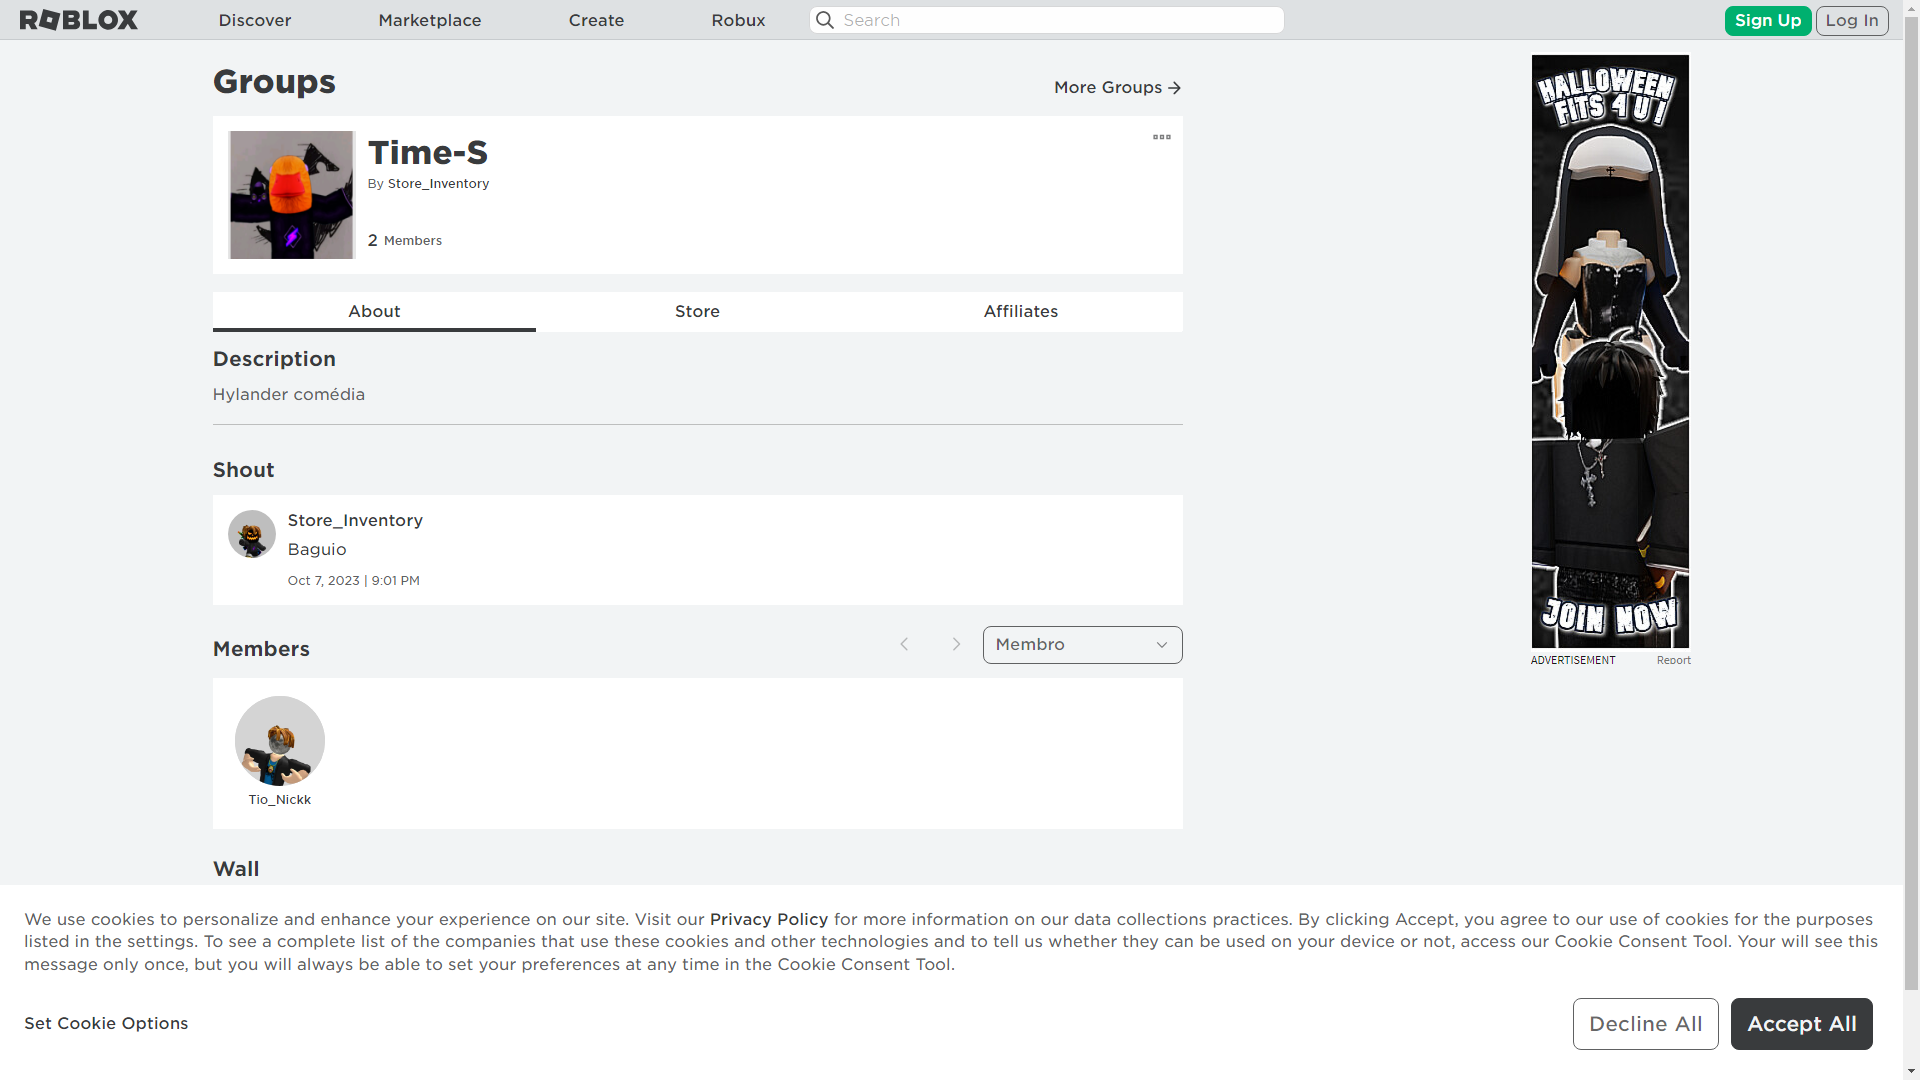 ROBLOX
Discover
Marketplace
Create
Robux
Search
Sign Up
Log In
Groups
More Groups
Time-S
By Store_Inventory
2 Members
About
Store
Affiliates
Description
Hylander comédia
Shout
Store_Inventory
Baguio
Oct 7, 2023 | 9:01 PM
Members
Membro
Tio_Nickk
Wall
HALLOWEEN
FITS 4 U !
JOIN NOW
ADVERTISEMENT
Report
We use cookies to personalize and enhance your experience on our site. Visit our Privacy Policy for more information on our data collections practices. By clicking Accept, you agree to our use of cookies for the purposes
listed in the settings. To see a complete list of the companies that use these cookies and other technologies and to tell us whether they can be used on your device or not, access our Cookie Consent Tool. Your will see this
message only once, but you will always be able to set your preferences at any time in the Cookie Consent Tool.
Set Cookie Options
Decline All
Accept All